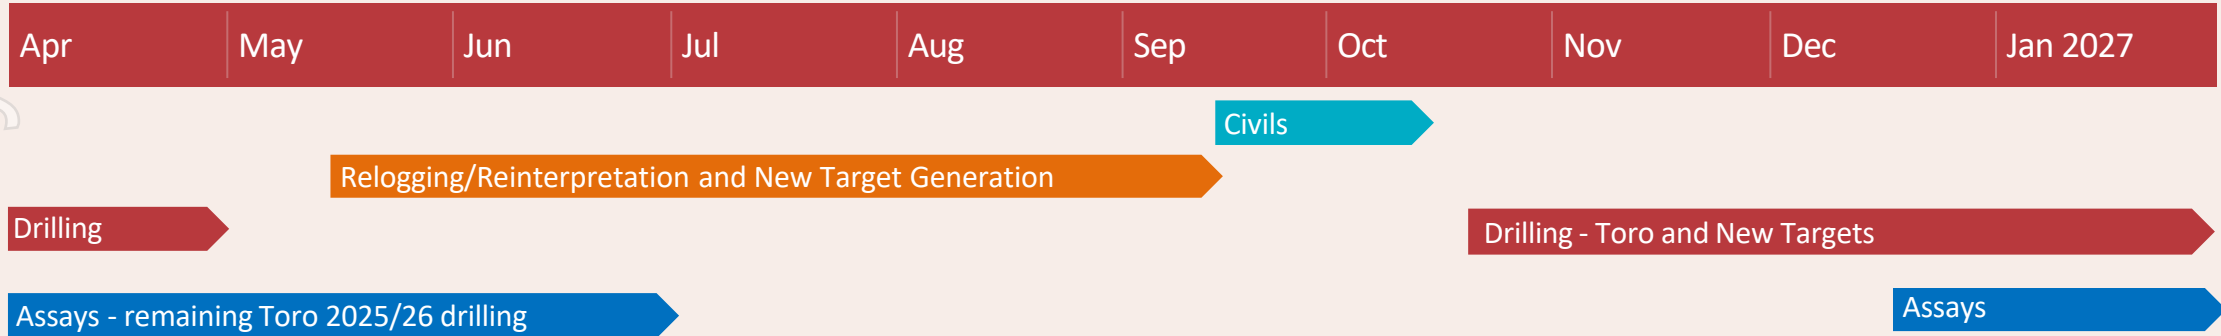 Apr May Jun Jul Aug Sep Oct Nov Dec Jan 2027
Civils
Relogging/Reinterpretation and New Target Generation
Drilling
Drilling - Toro and New Targets
Assays - remaining Toro 2025/26 drilling
Assays